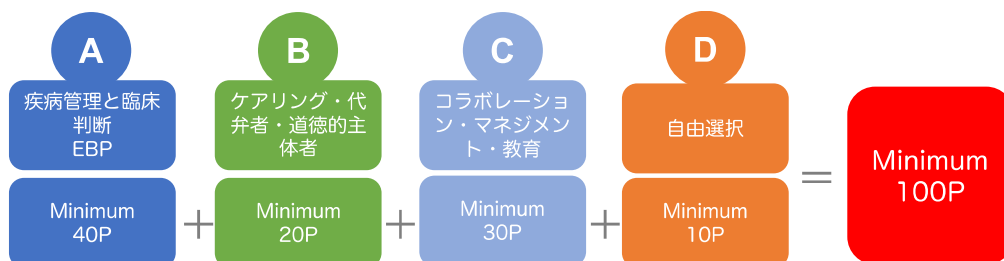 A
疾病管理と臨床
判断
EBP
Minimum
40P
+
B
ケアリング・代
弁者・道徳的主
体者
Minimum
20P
+
C
コラボレーショ
ン・マネジメン
ト・教育
Minimum
30P
+
D
自由選択
Minimum
10P
=
Minimum
100P